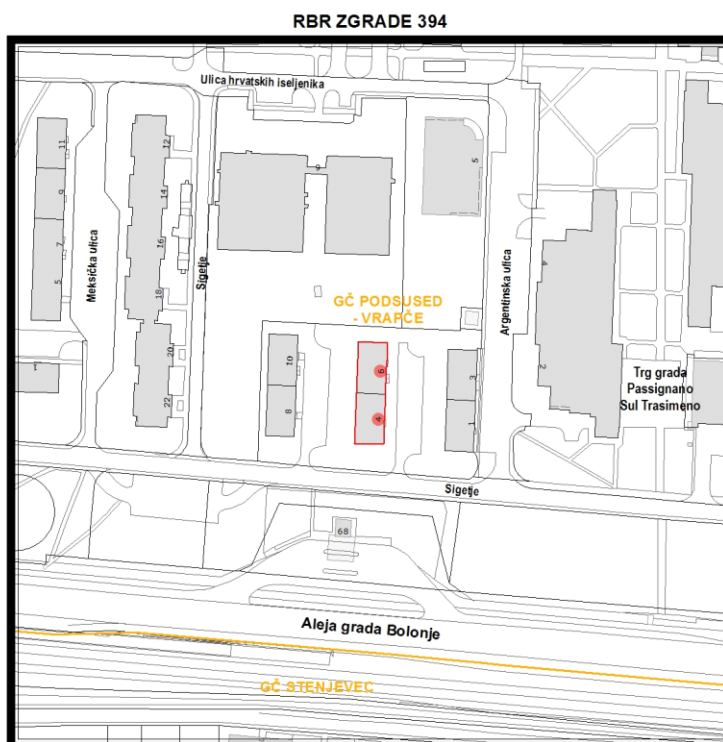 RBR ZGRADE 394
Ulica hrvatskih iseljenika
11
12
9
5
9
14
Meksička ulica
7
16
Sigetje
Argentinska ulica
4
5
18
GČ PODSUSED
- VRAPČE
20
10
6
3
2
Trg grada
Passignano
Sul Trasimeno
1
22
8
4
1
Sigetje
68
Aleja grada Bolonje
GČ STENJEVEC